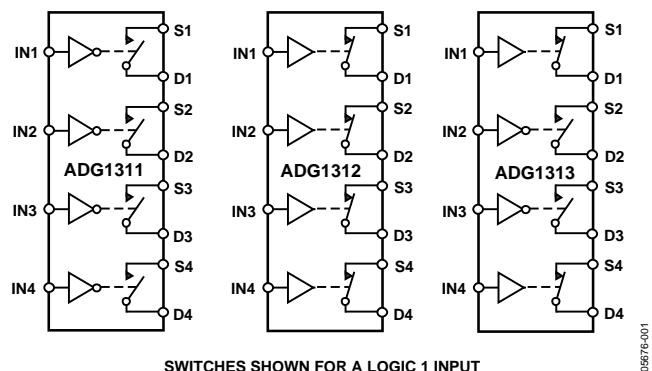 S1
IN1
D1
S2
IN2
D2
ADG1311
S3
IN3
D3
S4
IN4
D4
S1
IN1
D1
S2
IN2
D2
ADG1312
S3
IN3
D3
S4
IN4
D4
S1
IN1
D1
S2
IN2
D2
ADG1313
S3
IN3
D3
S4
IN4
D4
SWITCHES SHOWN FOR A LOGIC 1 INPUT
05676-001